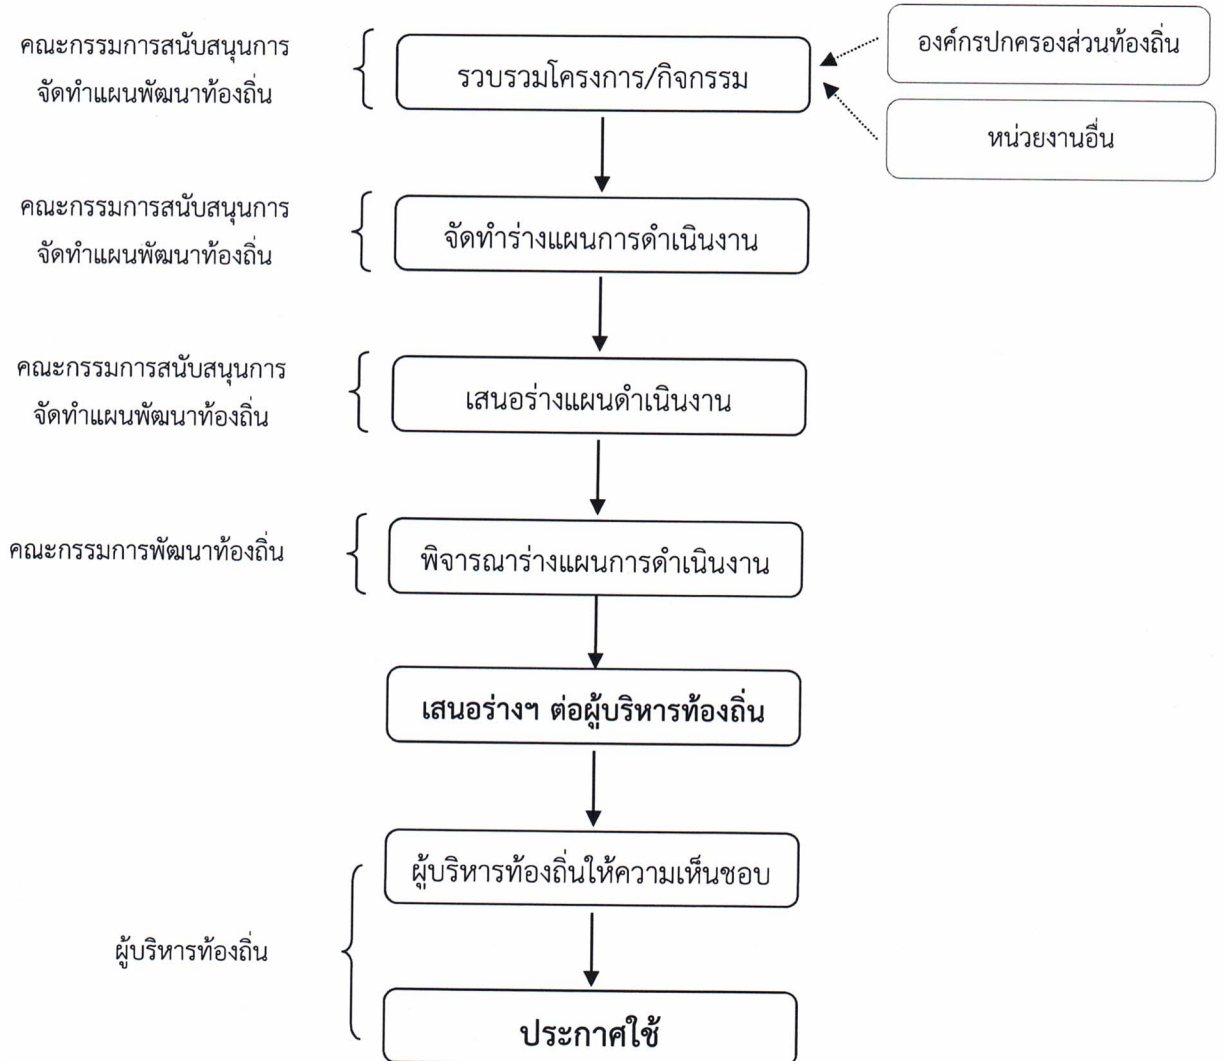 คณะกรรมการสนับสนุนการ
จัดทำแผนพัฒนาท้องถิ่น
รวบรวมโครงการ/กิจกรรม
องค์กรปกครองส่วนท้องถิ่น
หน่วยงานอื่น
คณะกรรมการสนับสนุนการ
จัดทำแผนพัฒนาท้องถิ่น
จัดทำร่างแผนการดำเนินงาน
คณะกรรมการสนับสนุนการ
จัดทำแผนพัฒนาท้องถิ่น
เสนอร่างแผนดำเนินงาน
คณะกรรมการพัฒนาท้องถิ่น
พิจารณาร่างแผนการดำเนินงาน
เสนอร่างฯ ต่อผู้บริหารท้องถิ่น
ผู้บริหารท้องถิ่นให้ความเห็นชอบ
ผู้บริหารท้องถิ่น
ประกาศใช้